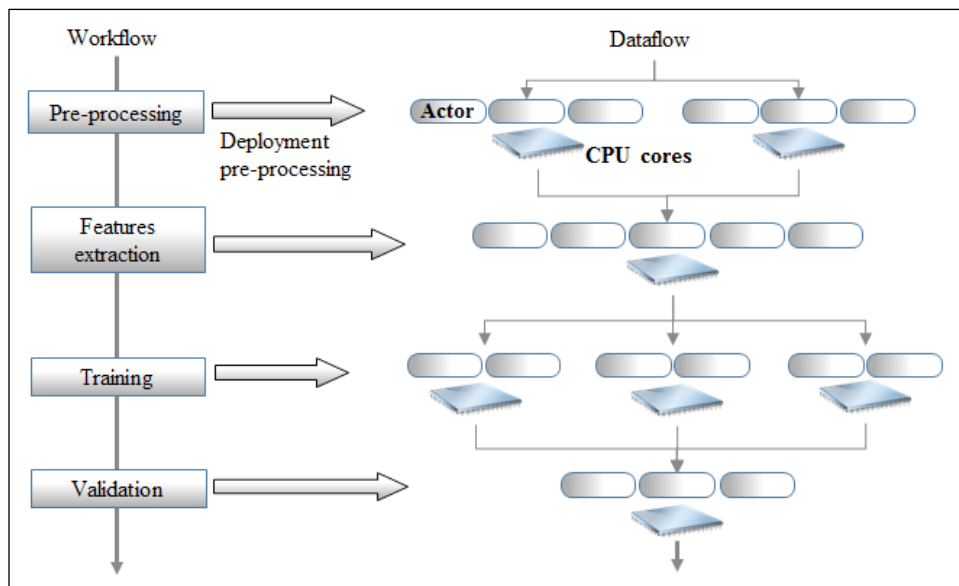 Workflow
Dataflow
Pre-processing
Actor
Deployment
pre-processing
CPU cores
Features
extraction
Training
Validation